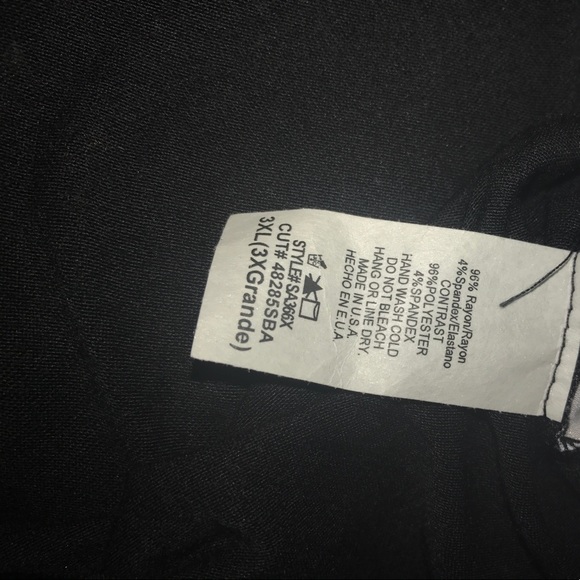 96% Rayon/Rayon
4%Spandex/Elastano
CONTRAST
96%POLYESTER
4%SPANDEX
HAND WASH COLD
DO NOT BLEACH
HANG OR LINE DRY.
MADE IN U.S.A.
HECHO EN E.U.A.
STYLE#SA366X
CUT# 48285SBA
3XL(3XGrande)